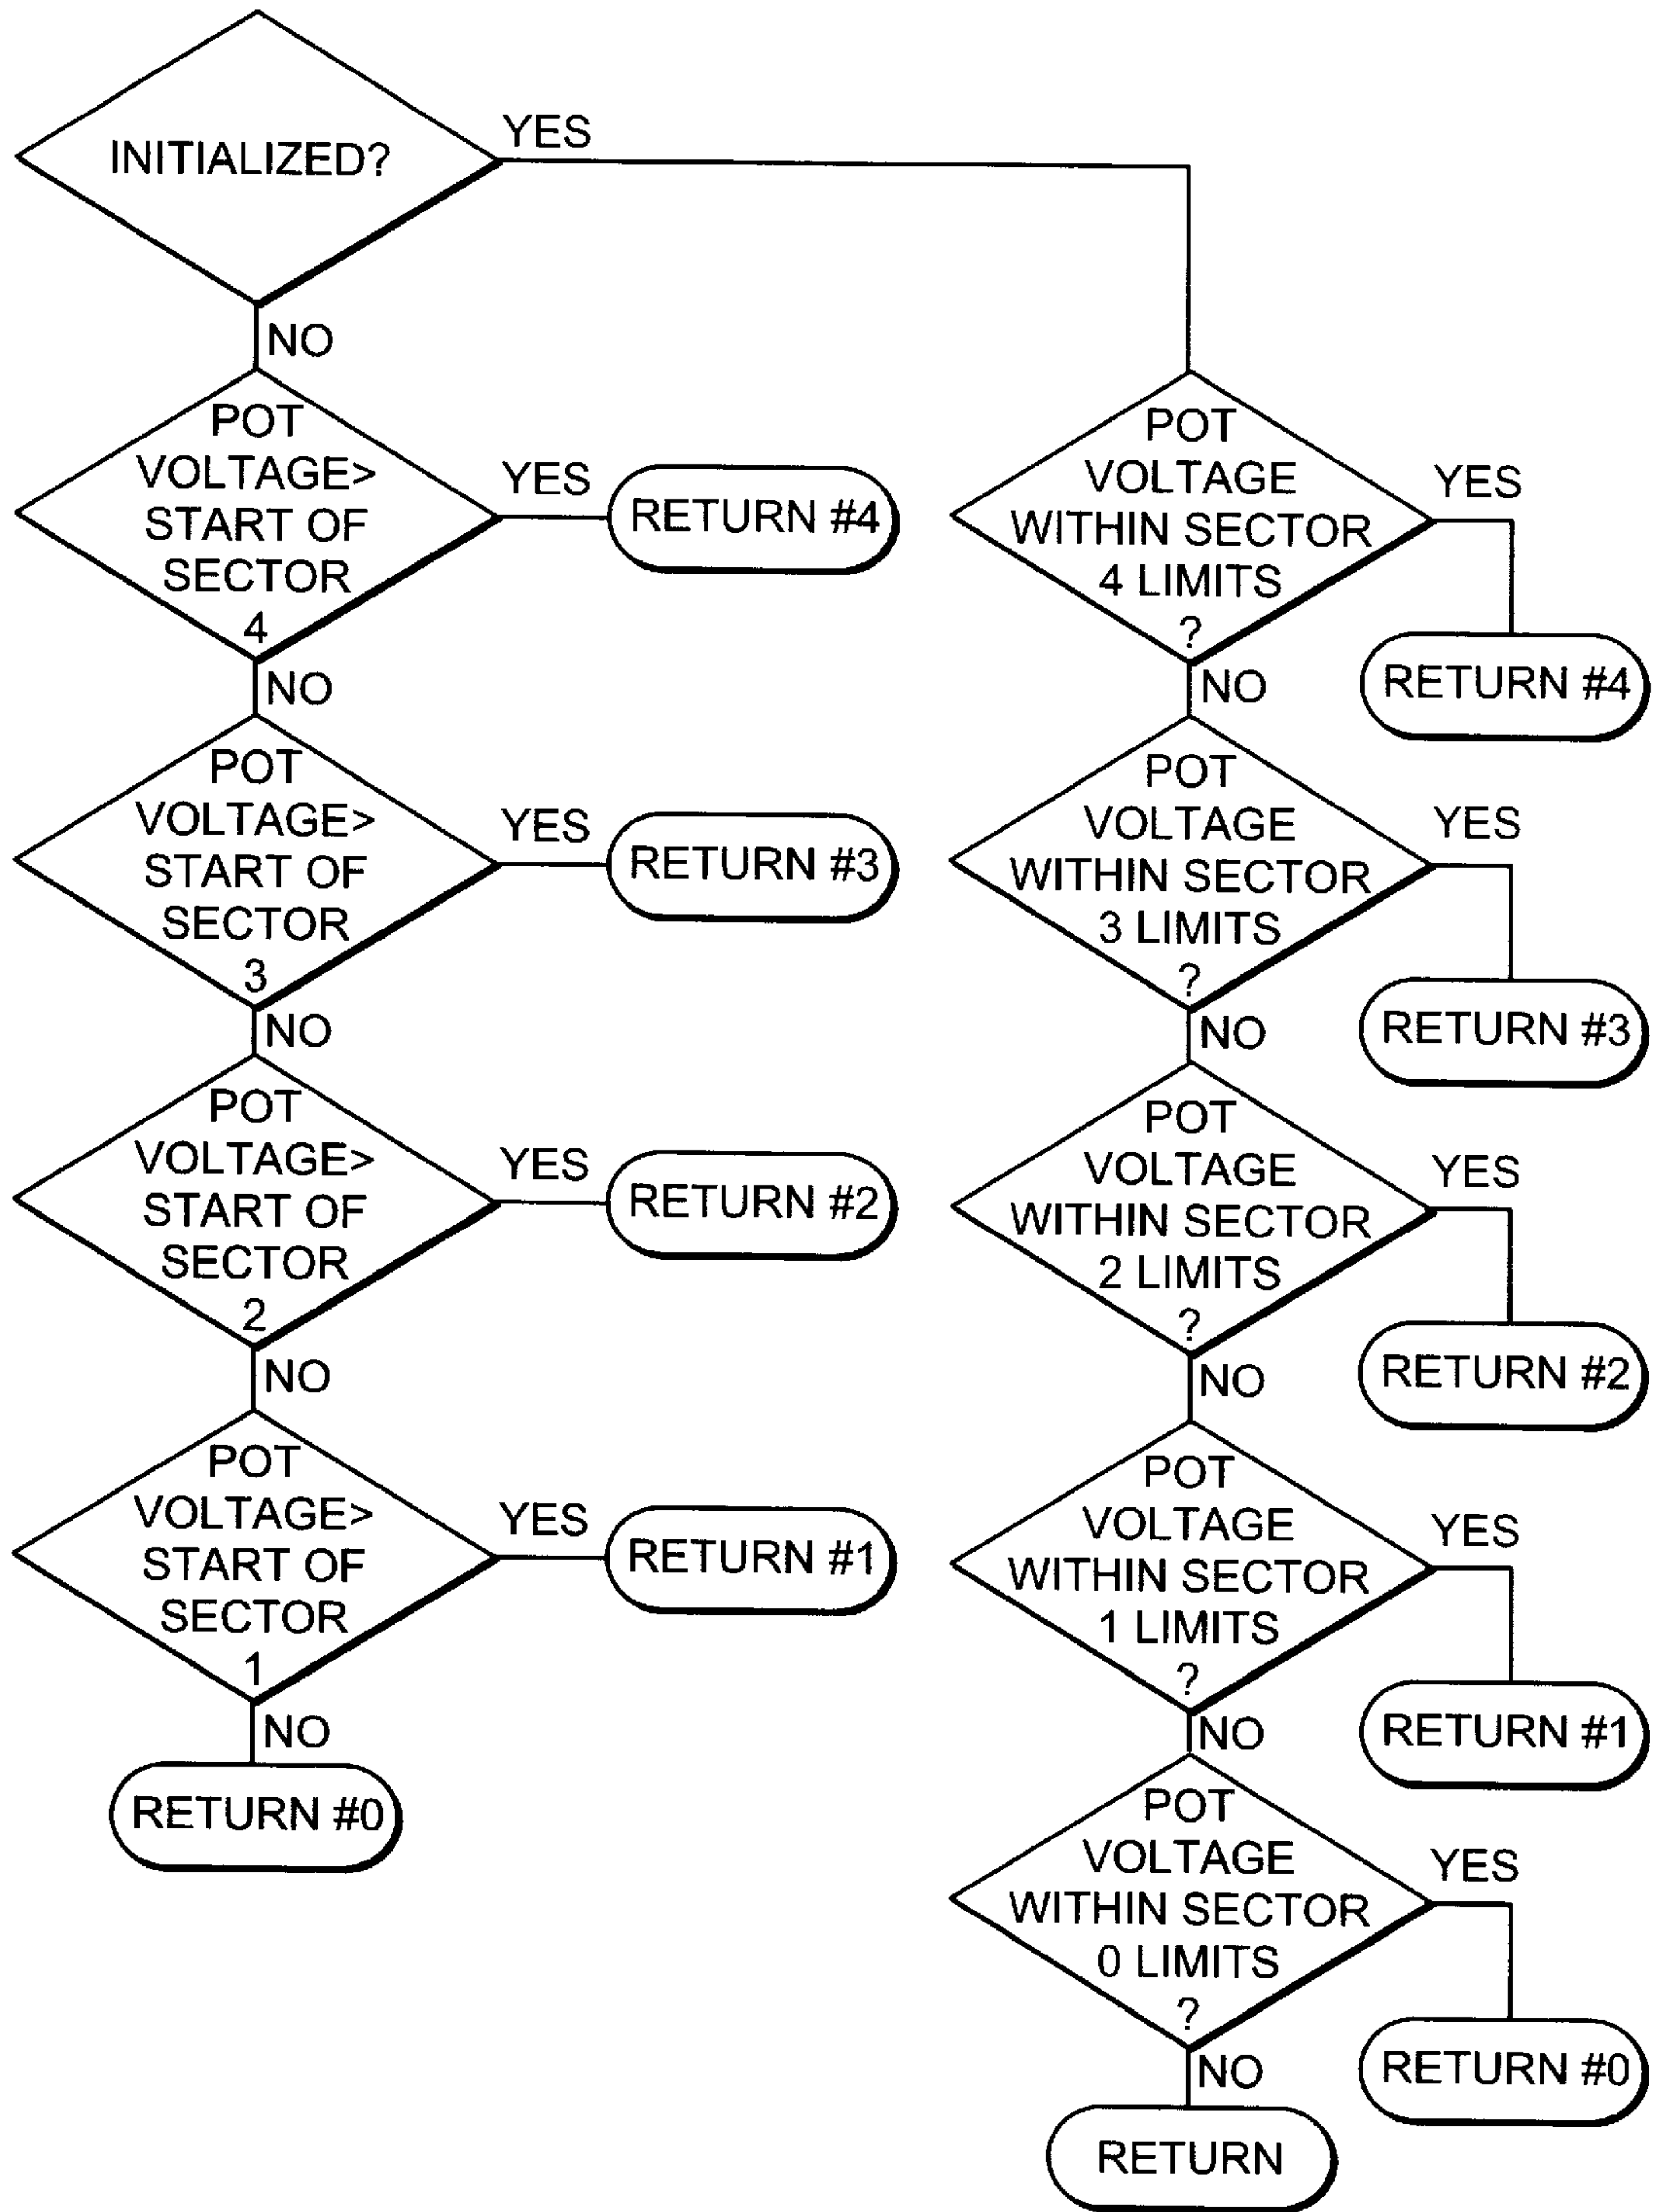 INITIALIZED?
YES
NO
POT
VOLTAGE>
START OF
SECTOR
4
YES
RETURN #4
NO
POT
VOLTAGE>
START OF
SECTOR
3
YES
RETURN #3
NO
POT
VOLTAGE>
START OF
SECTOR
2
YES
RETURN #2
NO
POT
VOLTAGE>
START OF
SECTOR
1
YES
RETURN #1
NO
RETURN #0
POT
VOLTAGE
WITHIN SECTOR
4 LIMITS
?
YES
RETURN #4
NO
POT
VOLTAGE
WITHIN SECTOR
3 LIMITS
?
YES
RETURN #3
NO
POT
VOLTAGE
WITHIN SECTOR
2 LIMITS
?
YES
RETURN #2
NO
POT
VOLTAGE
WITHIN SECTOR
1 LIMITS
?
YES
RETURN #1
NO
POT
VOLTAGE
WITHIN SECTOR
0 LIMITS
?
YES
RETURN #0
NO
RETURN